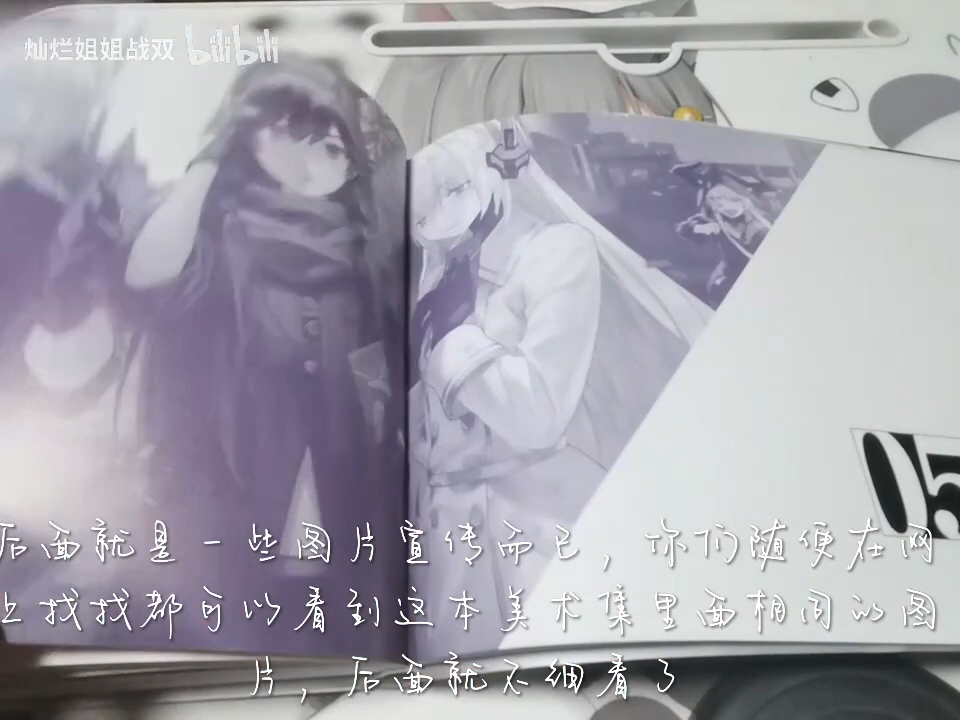 灿烂姐姐战双 bilibili
05
后面就是一些图片宣传而已，你们随便在网
上找找都可以看到这本美术集里面相同的图
片，后面就不细看了